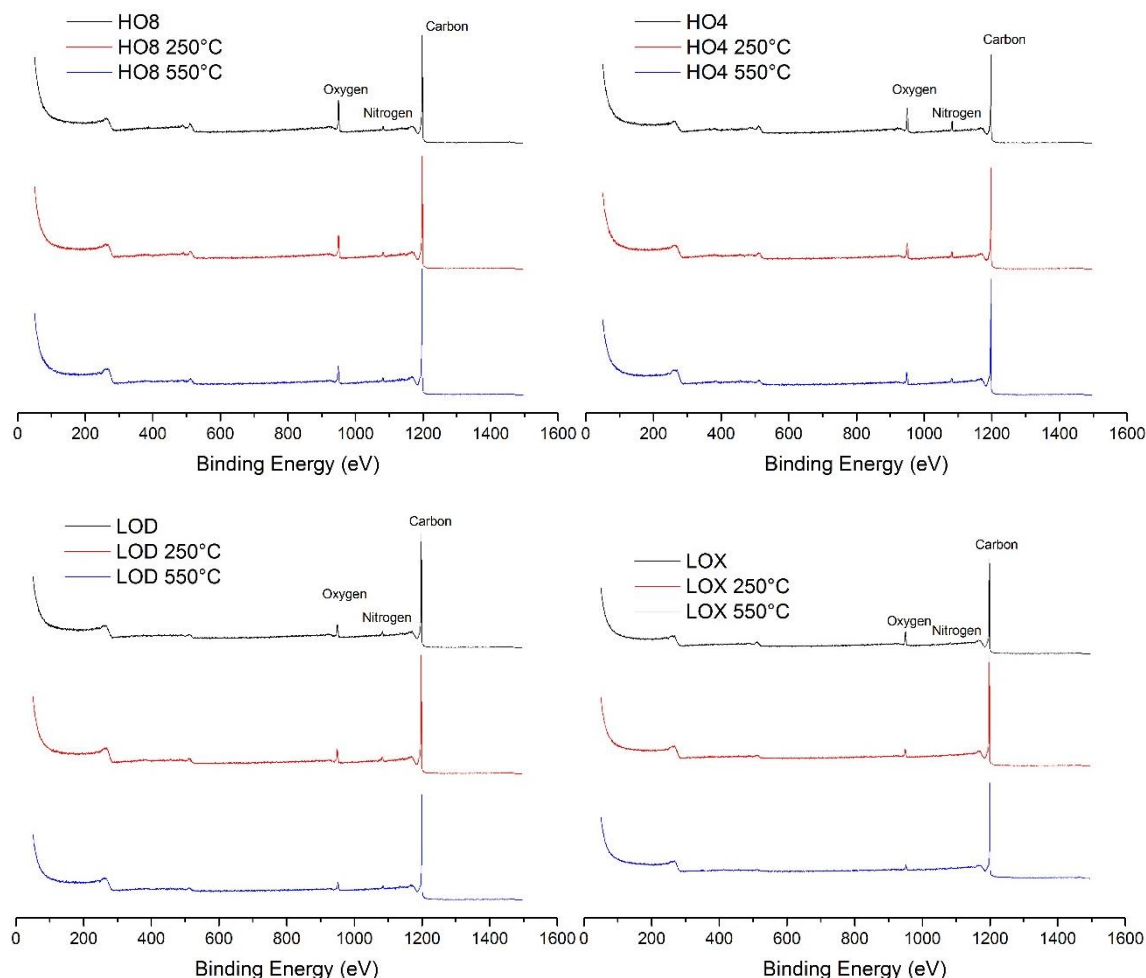 HO8
HO8 250°C
HO8 550°C
Carbon
Oxygen
Nitrogen
0 200 400 600 800 1000 1200 1400 1600
Binding Energy (eV)
HO4
HO4 250°C
HO4 550°C
Carbon
Oxygen
Nitrogen
0 200 400 600 800 1000 1200 1400 1600
Binding Energy (eV)
LOD
LOD 250°C
LOD 550°C
Carbon
Oxygen
Nitrogen
0 200 400 600 800 1000 1200 1400 1600
Binding Energy (eV)
LOX
LOX 250°C
LOX 550°C
Carbon
Oxygen
Nitrogen
0 200 400 600 800 1000 1200 1400 1600
Binding Energy (eV)